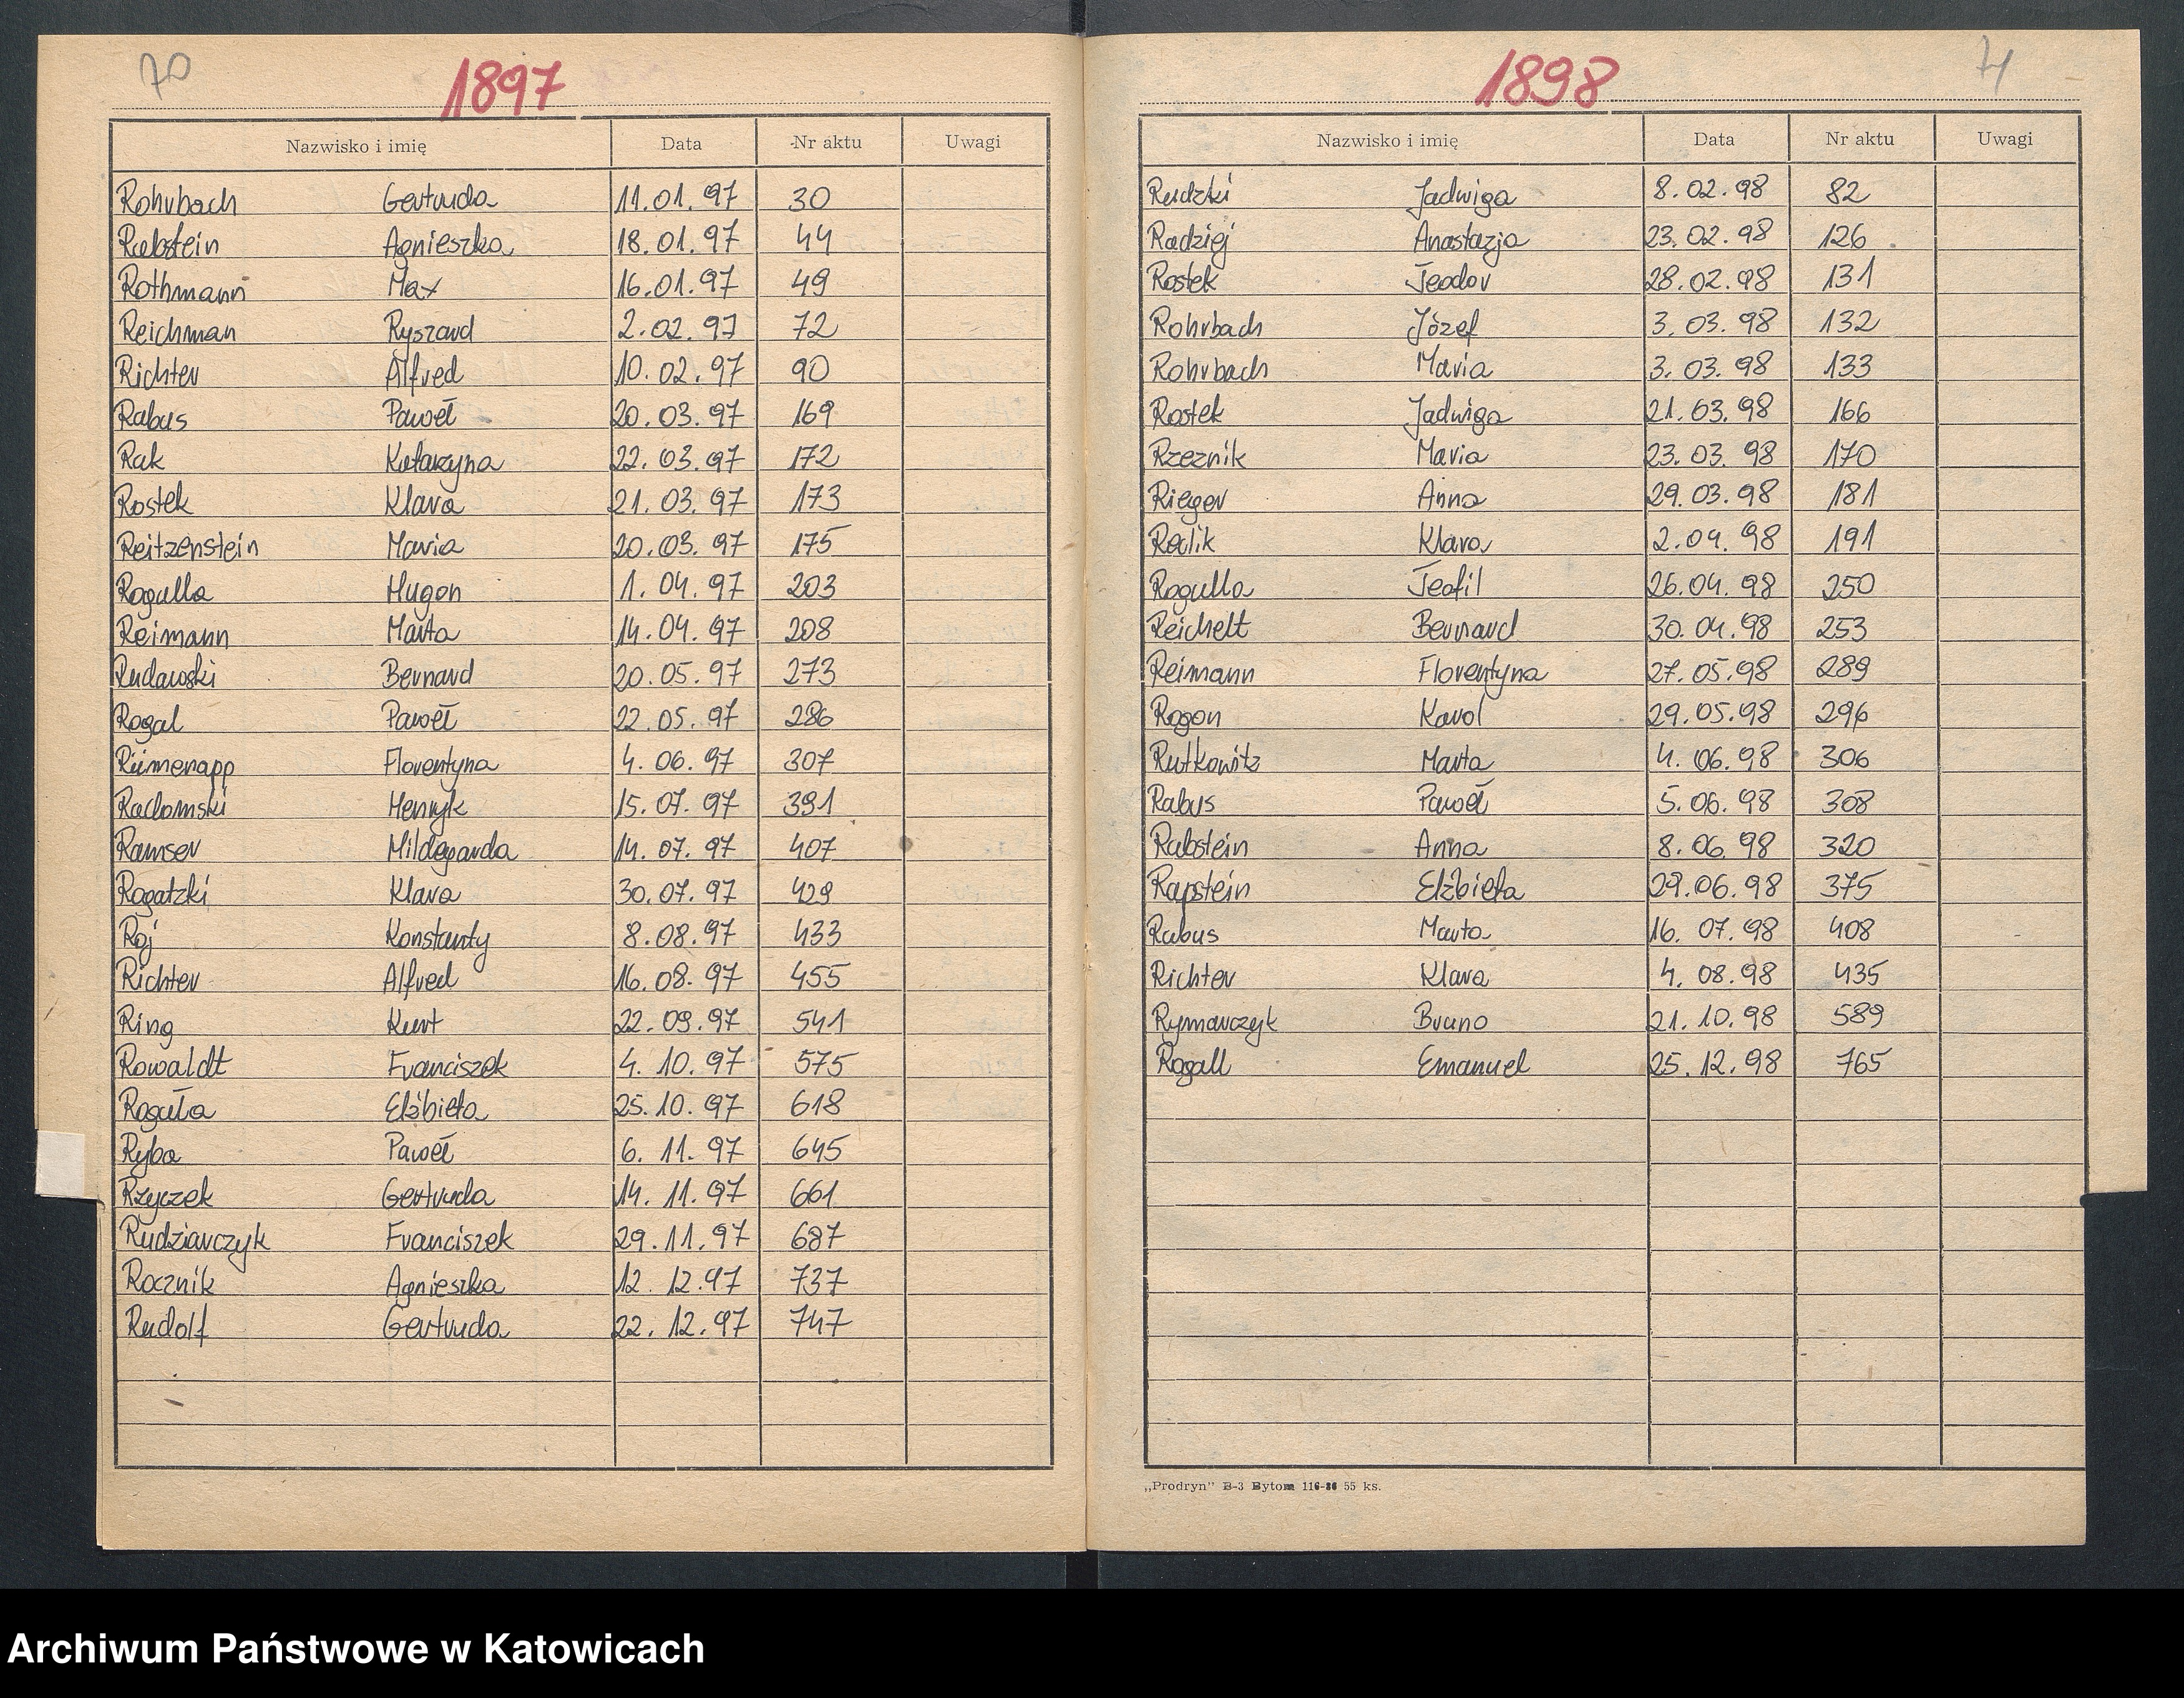 70
1897
Nazwisko i imię Data Nr aktu Uwagi
Rohrbach Gertruda 11.01.97 30
Rabstein Agnieszka 18.01.97 44
Rothmann Max 16.01.97 49
Reichman Ryszard 2.02.97 72
Richter Alfred 10.02.97 90
Rabus Paweł 20.03.97 169
Rak Katarzyna 22.03.97 172
Rostek Klara 21.03.97 173
Reitzenstein Maria 20.03.97 175
Rogulla Hugon 1.04.97 203
Reimann Marta 14.04.97 208
Rudawski Bernard 20.05.97 273
Rogal Paweł 22.05.97 286
Rümenapp Florentyna 4.06.97 307
Radomski Henryk 15.07.97 391
Ramser Hildegarda 14.07.97 407
Rogatzki Klara 30.07.97 429
Roj Konstanty 8.08.97 433
Richter Alfred 16.08.97 455
Ring Kurt 22.09.97 541
Rowaldt Franciszek 4.10.97 575
Roguła Elżbieta 25.10.97 618
Ryba Paweł 6.11.97 645
Rzyczek Gertruda 14.11.97 661
Rudziarczyk Franciszek 29.11.97 687
Rocznik Agnieszka 12.12.97 737
Rudolf Gertruda 22.12.97 747
1898
71
Nazwisko i imię Data Nr aktu Uwagi
Rudzki Jadwiga 8.02.98 82
Radziej Anastazja 23.02.98 126
Rostek Teodor 28.02.98 131
Rohrbach Józef 3.03.98 132
Rohrbach Maria 3.03.98 133
Rostek Jadwiga 21.03.98 166
Rzeznik Maria 23.03.98 170
Rieger Anna 29.03.98 181
Redlik Klara 2.04.98 191
Rogulla Teofil 26.04.98 250
Reichelt Bernard 30.04.98 253
Reimann Florentyna 27.05.98 289
Rogon Karol 29.05.98 296
Rutkowitz Marta 4.06.98 306
Rabus Paweł 5.06.98 308
Rabstein Anna 8.06.98 320
Rapstein Elżbieta 29.06.98 375
Rabus Marta 16.07.98 408
Richter Klara 4.08.98 435
Rymarczyk Bruno 21.10.98 589
Rogall Emanuel 25.12.98 765
„Prodryn" B-3 Bytom 116-86 55 ks.
Archiwum Państwowe w Katowicach